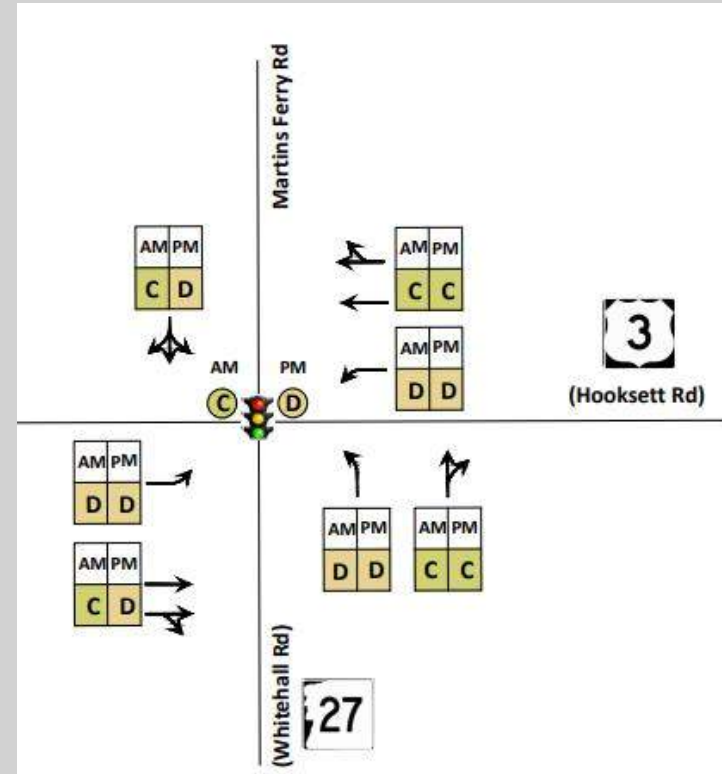 Martins Ferry Rd
AM PM
C D
AM PM
C C
3
(Hooksett Rd)
AM PM
D D
AM PM
C D
AM PM
D D
AM PM
C D
AM PM
D D
AM PM
C C
(Whitehall Rd)
27